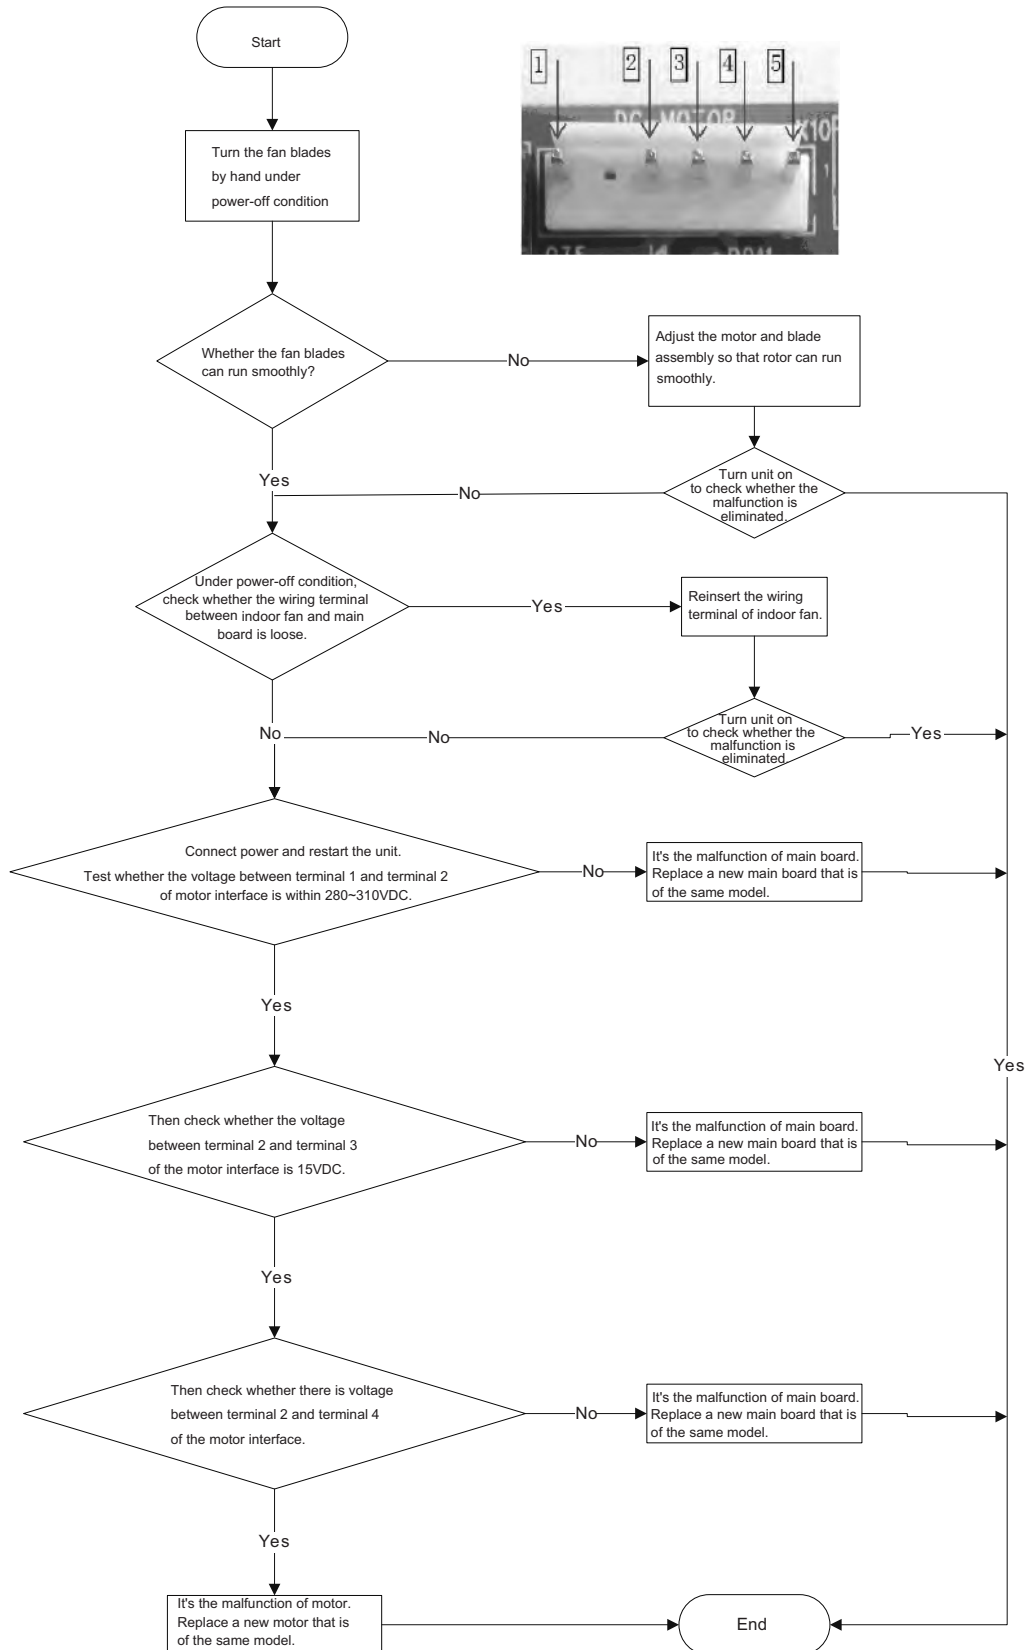 Start
1
2
3
4
5
DC MOTOR
Turn the fan blades
by hand under
power-off condition
Whether the fan blades
can run smoothly?
No
Adjust the motor and blade
assembly so that rotor can run
smoothly.
Yes
Turn unit on
to check whether the
malfunction is
eliminated.
No
Under power-off condition,
check whether the wiring terminal
between indoor fan and main
board is loose.
Yes
Reinsert the wiring
terminal of indoor fan.
No
No
Turn unit on
to check whether the
malfunction is
eliminated
Yes
Connect power and restart the unit.
Test whether the voltage between terminal 1 and terminal 2
of motor interface is within 280~310VDC.
No
It's the malfunction of main board.
Replace a new main board that is
of the same model.
Yes
Yes
Then check whether the voltage
between terminal 2 and terminal 3
of the motor interface is 15VDC.
No
It's the malfunction of main board.
Replace a new main board that is
of the same model.
Yes
Then check whether there is voltage
between terminal 2 and terminal 4
of the motor interface.
No
It's the malfunction of main board.
Replace a new main board that is
of the same model.
Yes
It's the malfunction of motor.
Replace a new motor that is
of the same model.
End